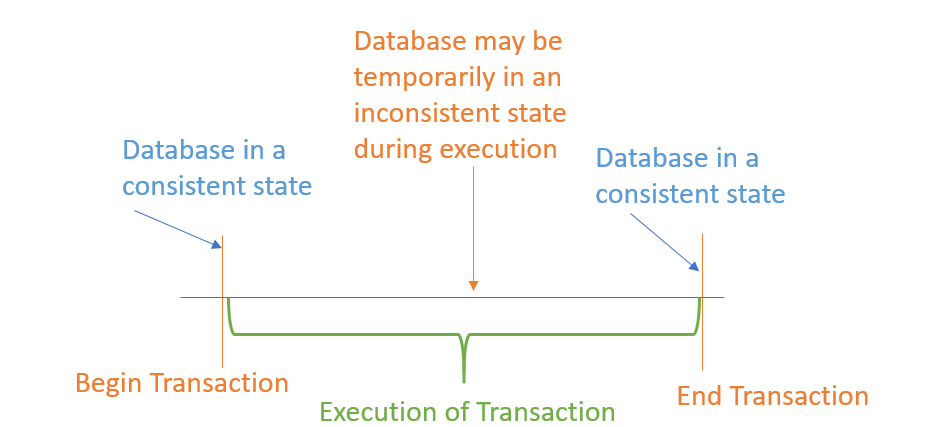 Database may be
temporarily in an
inconsistent state
during execution
Database in a
consistent state
Database in a
consistent state
Begin Transaction
Execution of Transaction
End Transaction